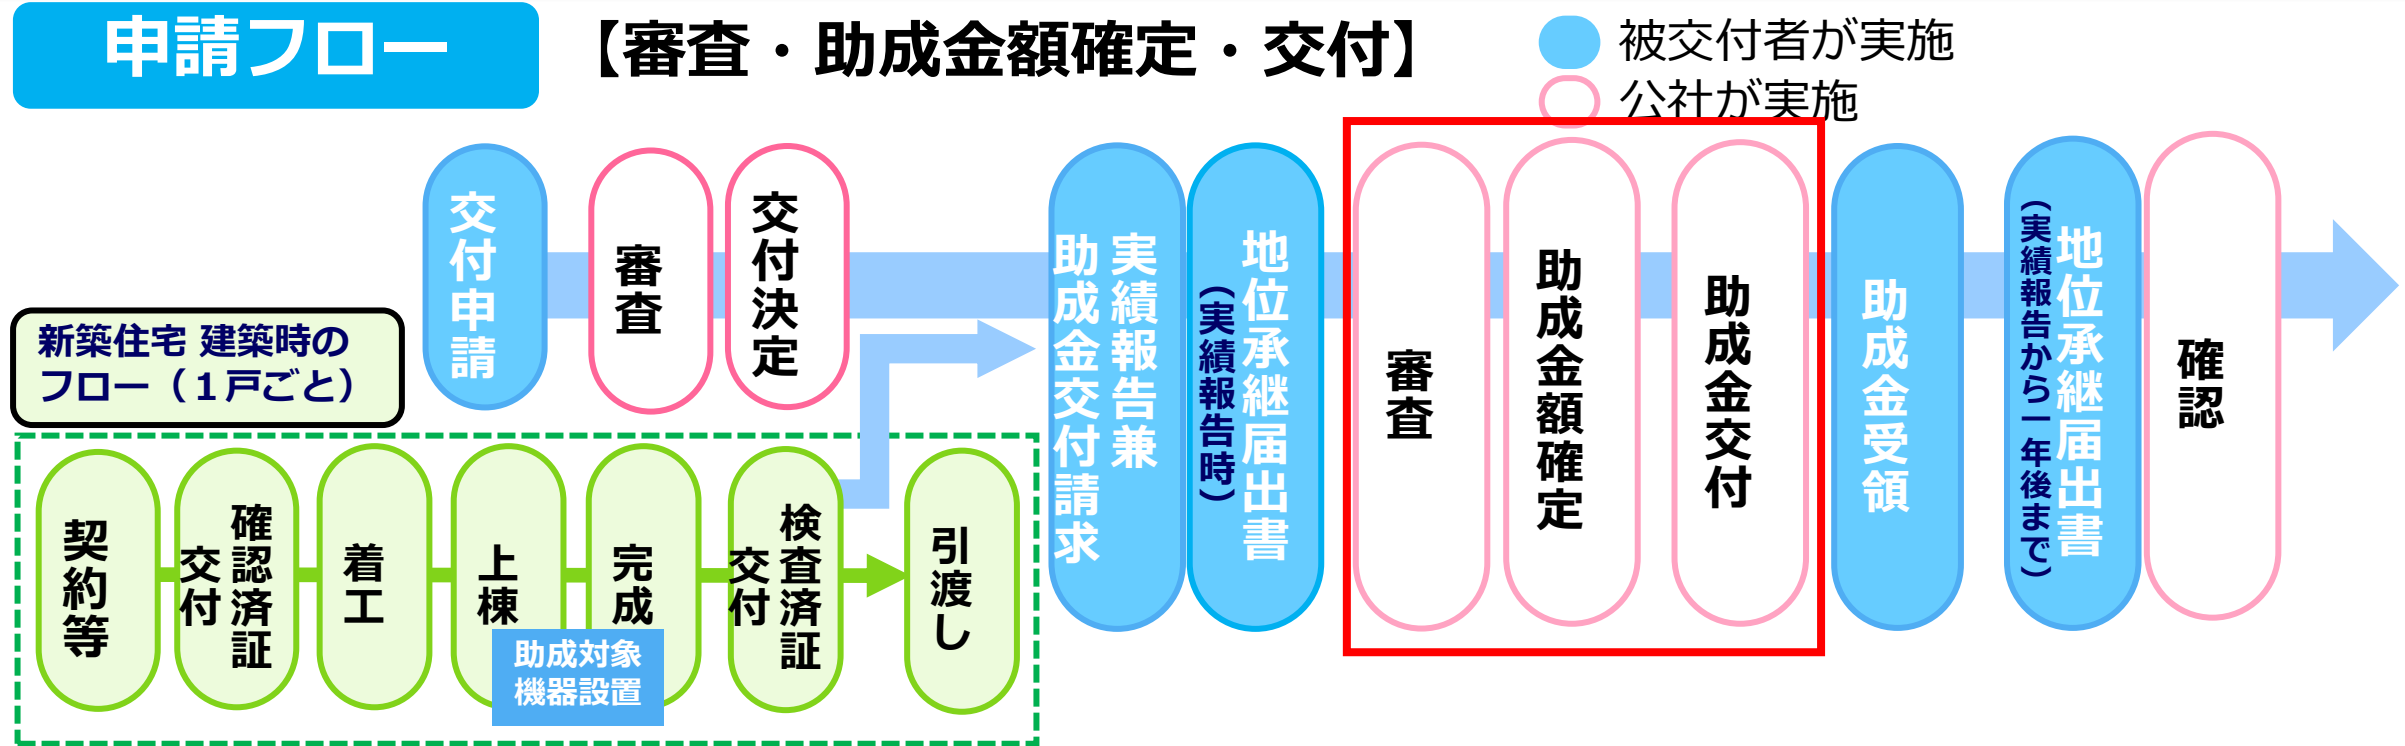 申請フロー
【審査・助成金額確定・交付】
被交付者が実施
公社が実施
交付申請
審査
交付決定
実績報告兼
助成金交付請求
地位承継届出書
（実績報告時）
審査
助成金額確定
助成金交付
助成金受領
地位承継届出書
（実績報告から一年後まで）
確認
新築住宅 建築時の
フロー（１戸ごと）
契約等
確認済証
交付
着工
上棟
完成
助成対象
機器設置
検査済証
交付
引渡し